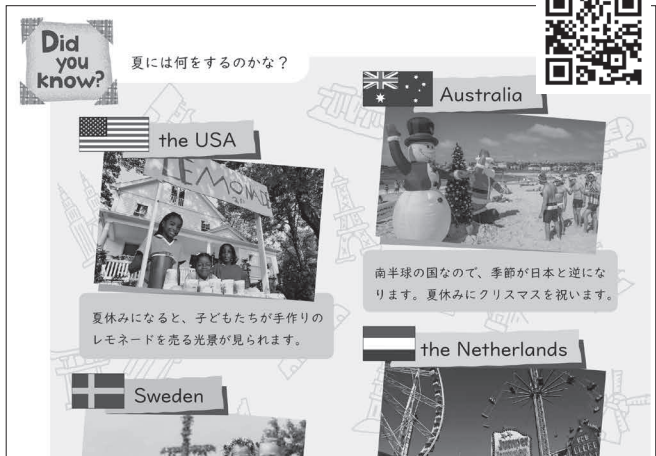 Did
you
know?
夏には何をするのかな？
the USA
LEMONADE
夏休みになると、子どもたちが手作りの
レモネードを売る光景が見られます。
Australia
南半球の国なので、季節が日本と逆にな
ります。夏休みにクリスマスを祝います。
Sweden
the Netherlands
Jumper